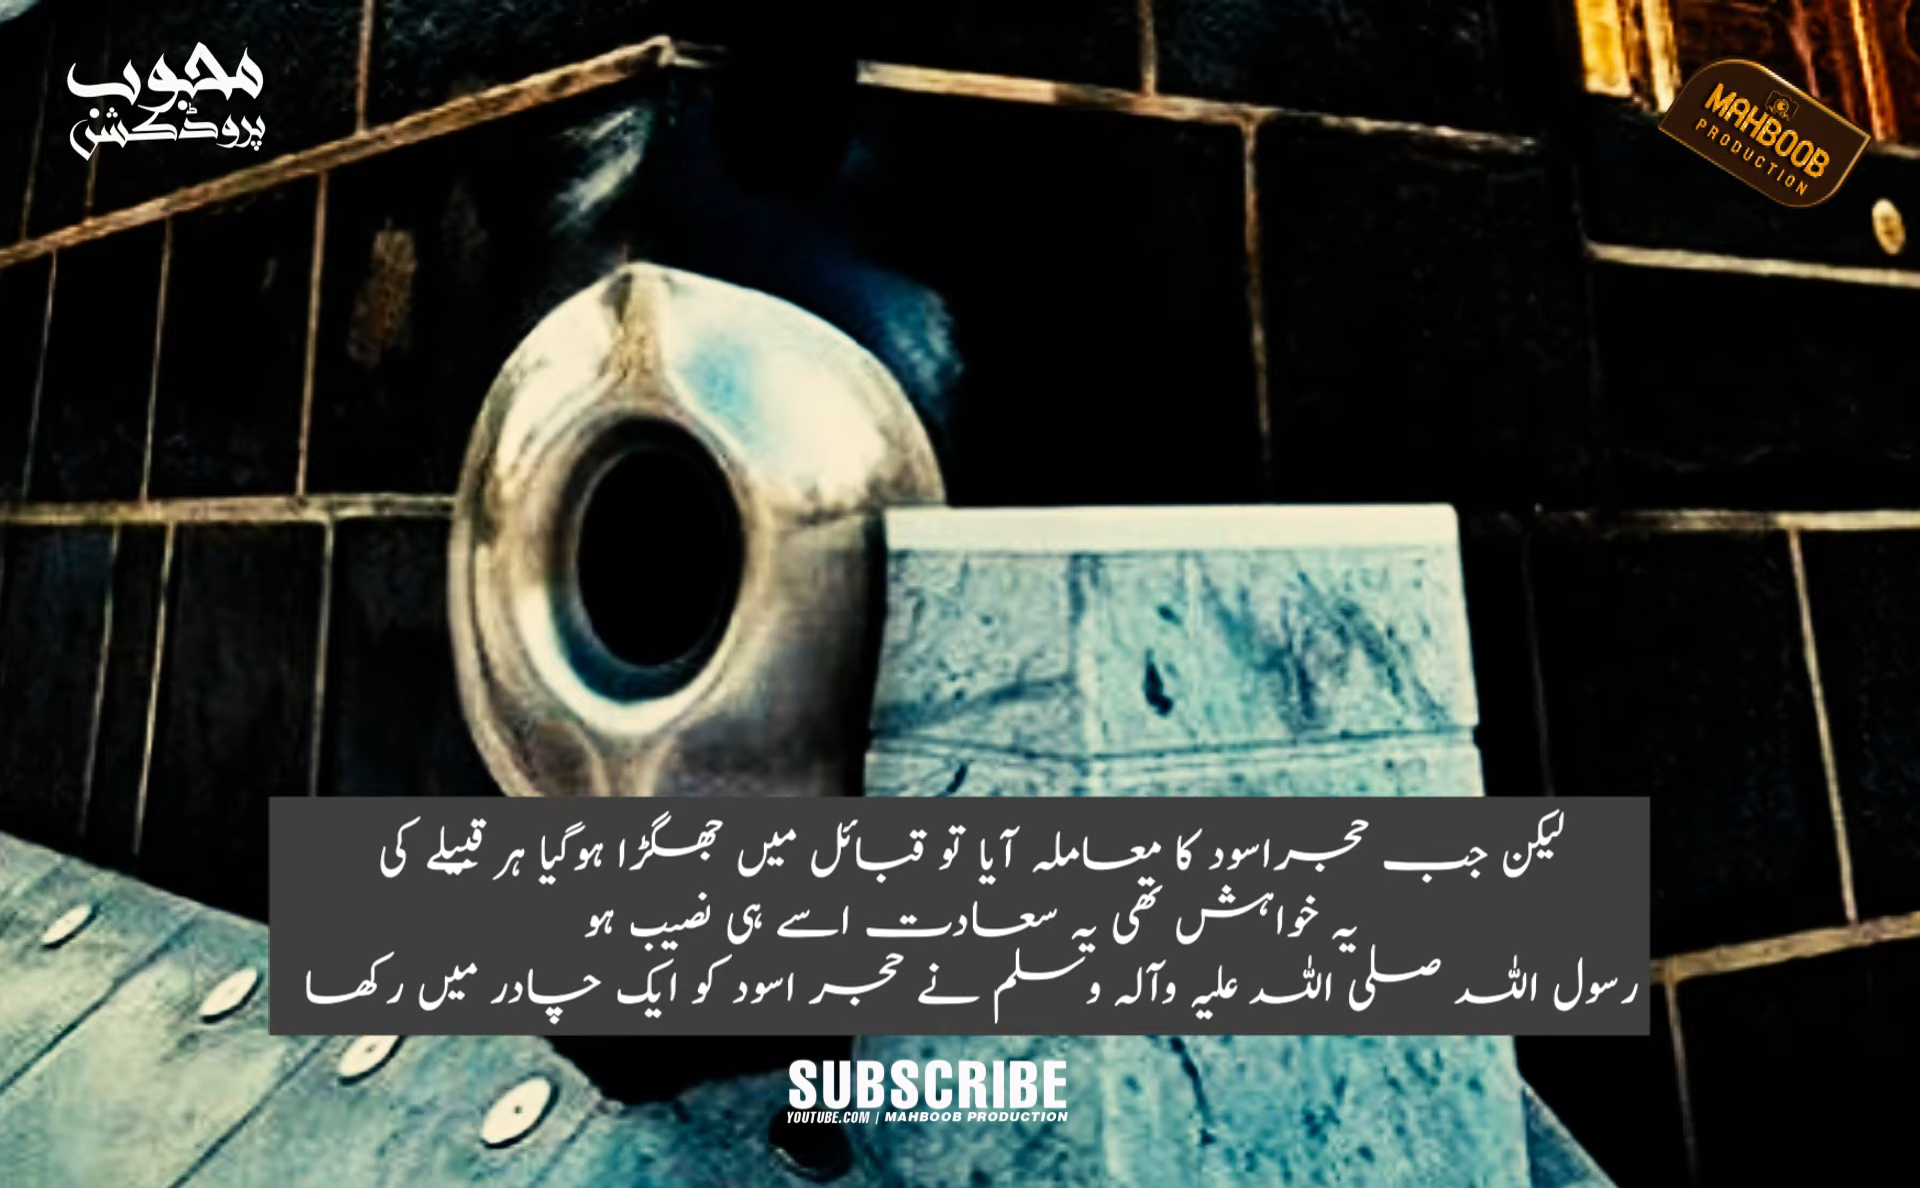 محبوب
پروڈکشن
MAHBOOB
PRODUCTION
لیکن جب حجراسود کا معاملہ آیا تو قبائل میں جھگڑا ہوگیا ہر قبیلے کی
یہ خواہش تھی یہ سعادت اسے ہی نصیب ہو
رسول اللہ صلی اللہ علیہ وآلہ وسلم نے حجر اسود کو ایک چادر میں رکھا
SUBSCRIBE
YOUTUBE.COM | MAHBOOB PRODUCTION